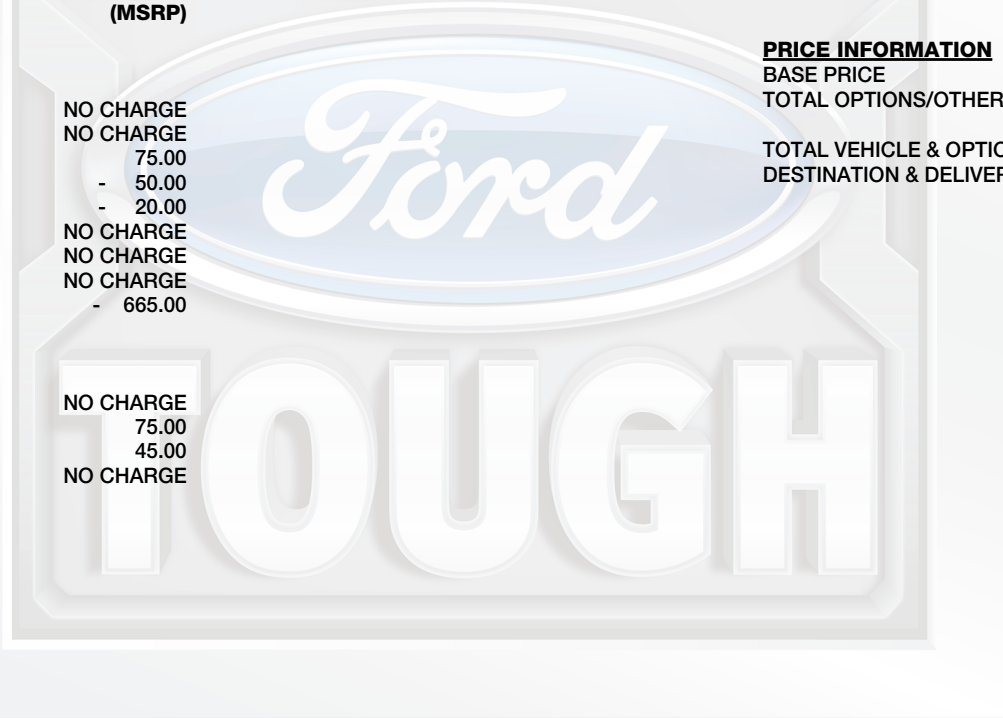 (MSRP)
NO CHARGE
NO CHARGE
75.00
- 50.00
- 20.00
NO CHARGE
NO CHARGE
NO CHARGE
- 665.00
NO CHARGE
75.00
45.00
NO CHARGE
PRICE INFORMATION
BASE PRICE
TOTAL OPTIONS/OTHER
TOTAL VEHICLE & OPTIO
DESTINATION & DELIVER
Ford
TOUGH